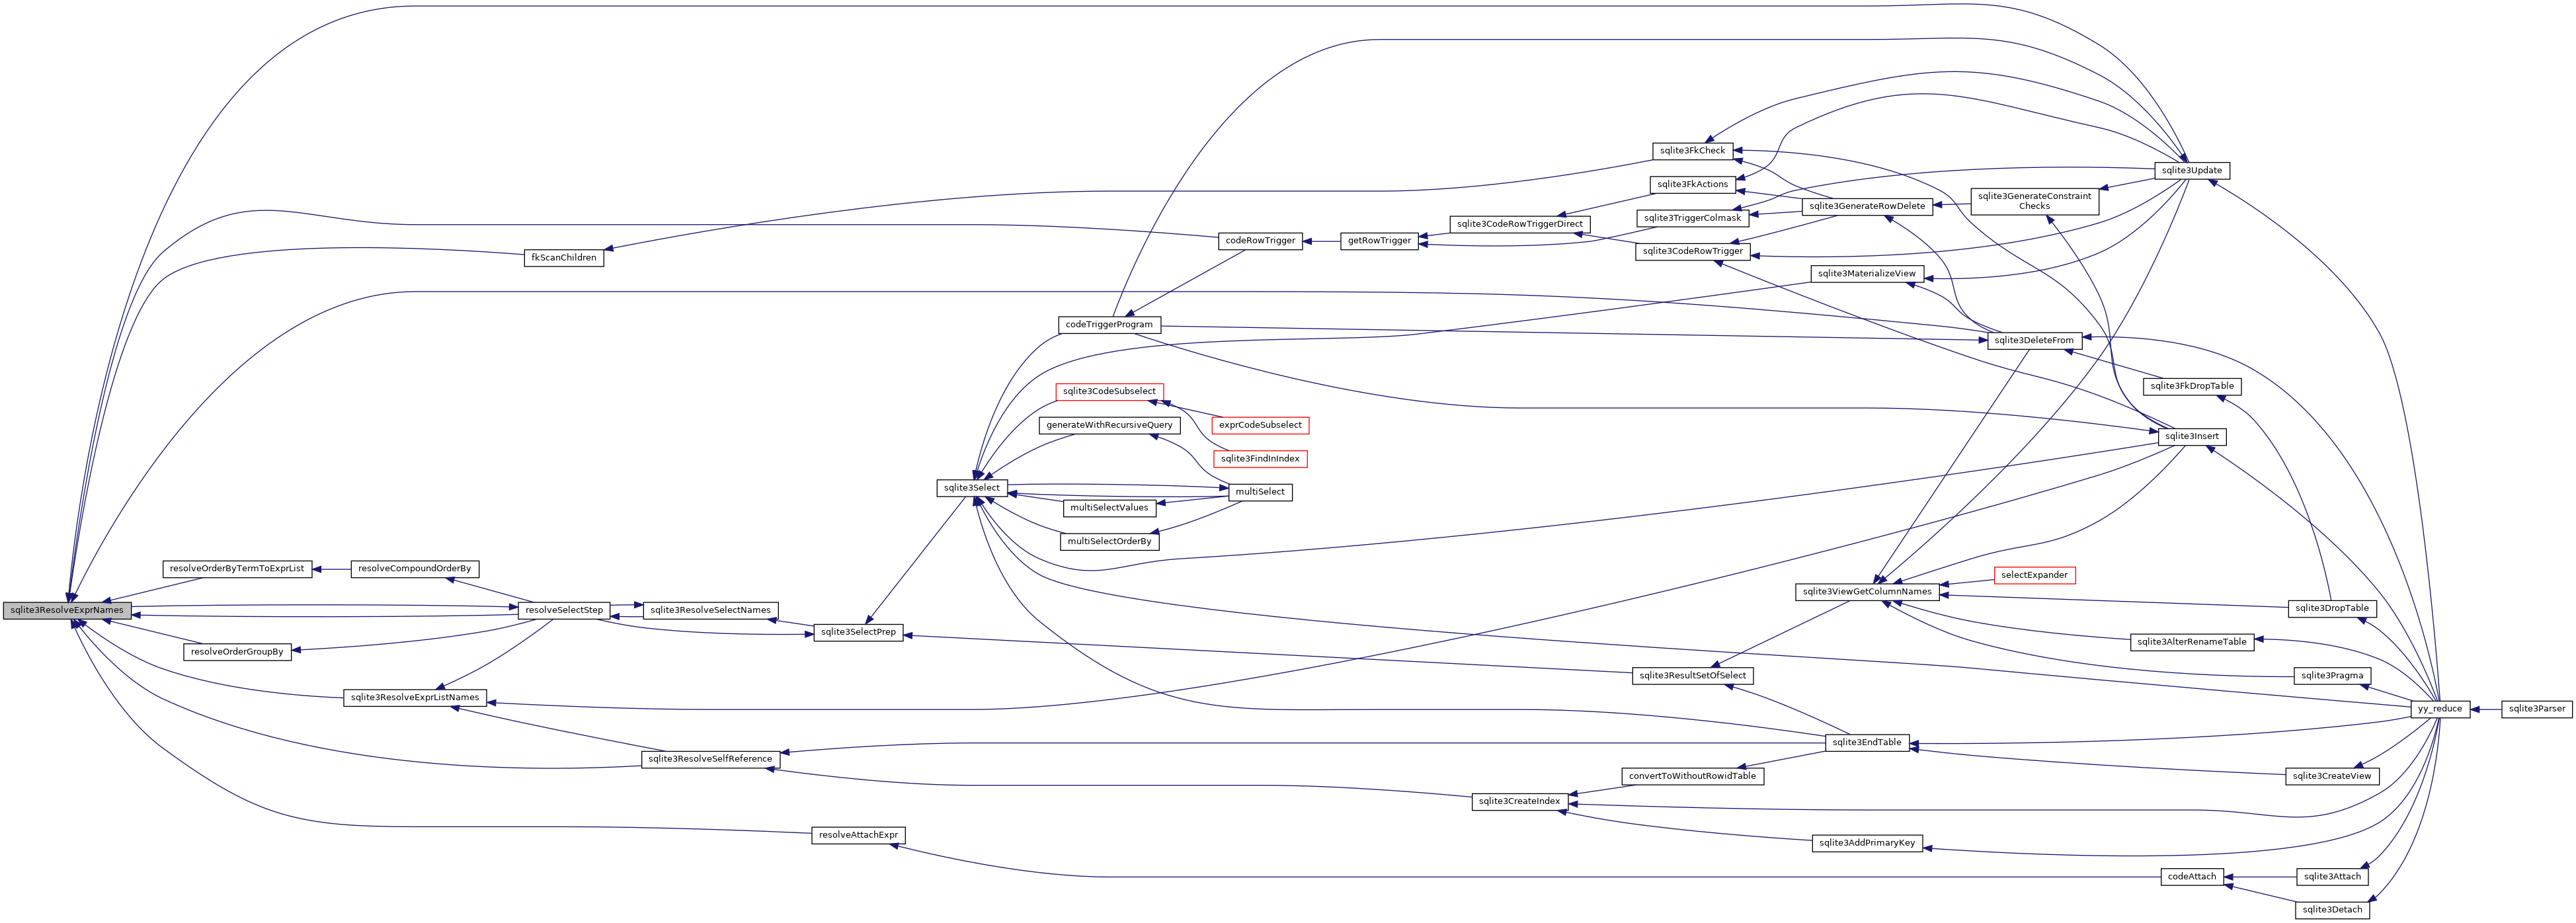 sqlite3FkCheck
sqlite3Update
sqlite3FkActions
sqlite3GenerateConstraint
Checks
sqlite3GenerateRowDelete
sqlite3TriggerColmask
sqlite3CodeRowTriggerDirect
codeRowTrigger
getRowTrigger
sqlite3CodeRowTrigger
fkScanChildren
sqlite3MaterializeView
codeTriggerProgram
sqlite3DeleteFrom
sqlite3FkDropTable
sqlite3CodeSubselect
exprCodeSubselect
generateWithRecursiveQuery
sqlite3Insert
sqlite3FindInIndex
sqlite3Select
multiSelect
multiSelectValues
multiSelectOrderBy
resolveOrderByTermToExprList
resolveCompoundOrderBy
selectExpander
sqlite3ViewGetColumnNames
sqlite3ResolveExprNames
resolveSelectStep
sqlite3ResolveSelectNames
sqlite3DropTable
sqlite3SelectPrep
sqlite3AlterRenameTable
resolveOrderGroupBy
sqlite3ResultSetOfSelect
sqlite3Pragma
sqlite3ResolveExprListNames
yy_reduce
sqlite3Parser
sqlite3EndTable
sqlite3ResolveSelfReference
convertToWithoutRowidTable
sqlite3CreateView
sqlite3CreateIndex
resolveAttachExpr
sqlite3AddPrimaryKey
codeAttach
sqlite3Attach
sqlite3Detach